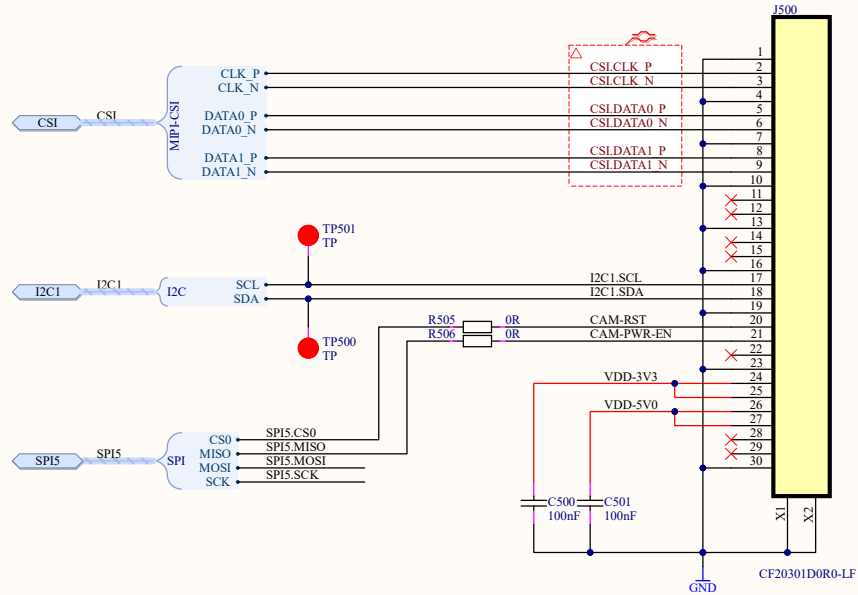 J500
1
CLK_P CSI.CLK_P 2
CLK_N CSI.CLK_N 3
4
CSI CSI MIPI-CSI DATA0_P CSI.DATA0_P 5
DATA0_N CSI.DATA0_N 6
7
DATA1_P CSI.DATA1_P 8
DATA1_N CSI.DATA1_N 9
10
11
12
13
TP501
TP
14
15
16
I2C1 I2C1 I2C SCL I2C1.SCL 17
SDA I2C1.SDA 18
19
R505 0R CAM-RST 20
R506 0R CAM-PWR-EN 21
TP500
TP
22
23
VDD-3V3 24
25
VDD-5V0 26
27
SPI5 SPI5 SPI CS0 SPI5.CS0 28
MISO SPI5.MISO 29
MOSI SPI5.MOSI 30
SCK SPI5.SCK
C500 C501
100nF 100nF
X1 X2
CF20301D0R0-LF
GND